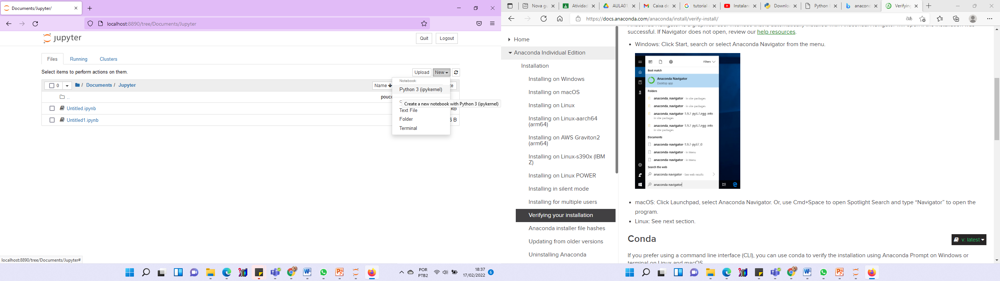 Documents/Jupyter/
localhost:8890/tree/Documents/Jupyter
jupyter
Quit
Logout
Files
Running
Clusters
Select items to perform actions on them.
Upload
New
0
/ Documents / Jupyter
Name
ze
Notebook:
Python 3 (ipykernel)
Create a new notebook with Python 3 (ipykernel)
Text File
Folder
Terminal
..
pouco
Untitled.ipynb
kB
Untitled1.ipynb
6 B
localhost:8890/tree/Documents/Jupyter#
POR
PTB2
18:37
17/02/2022
6
Nova gu
Atividad
AULA01
Caixa de
tutorial
Instalan
Downlo
Python
anacond
Verifying
https://docs.anaconda.com/anaconda/install/verify-install/
Home
Anaconda Individual Edition
Installation
Installing on Windows
Installing on macOS
Installing on Linux
Installing on Linux-aarch64
(arm64)
Installing on AWS Graviton2
(arm64)
Installing on Linux-s390x (IBM
Z)
Installing on Linux POWER
Installing in silent mode
Installing for multiple users
Verifying your installation
Anaconda installer file hashes
Updating from older versions
Uninstalling Anaconda
successful. If Navigator does not open, review our help resources.
Windows: Click Start, search or select Anaconda Navigator from the menu.
Filters
Best match
Anaconda Navigator
Desktop app
Folders
anaconda_navigator - in site-packages
anaconda_navigator - in site-packages
anaconda_navigator-1.9.7-py3.7.egg-info
in site-packages
anaconda_navigator-1.9.7-py3.7.egg-info
in site-packages
Documents
anaconda-navigator-1.9.7-py37_0
anaconda-navigator - in Menu
anaconda-navigator - in Menu
Search the web
anaconda navigator - See web results
anaconda navigator
macOS: Click Launchpad, select Anaconda Navigator. Or, use Cmd+Space to open Spotlight Search and type “Navigator” to open the
program.
Linux: See next section.
Conda
v: latest
If you prefer using a command line interface (CLI), you can use conda to verify the installation using Anaconda Prompt on Windows or
terminal on Linux and macOS.